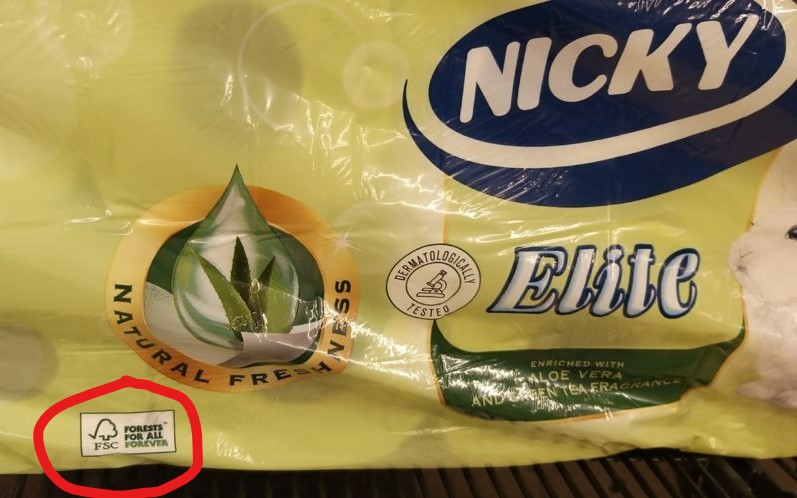 NICKY
Elite
DERMATOLOGICALLY
TESTED
NATURAL FRESHNESS
ENRICHED WITH
ALOE VERA
AND GREEN TEA FRAGRANCE
FSC
FORESTS
FOR ALL
FOREVER